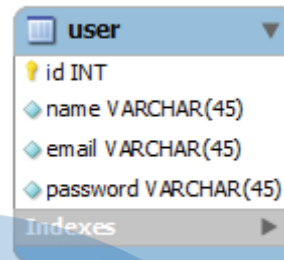 user
id INT
name VARCHAR(45)
email VARCHAR(45)
password VARCHAR(45)
Indexes